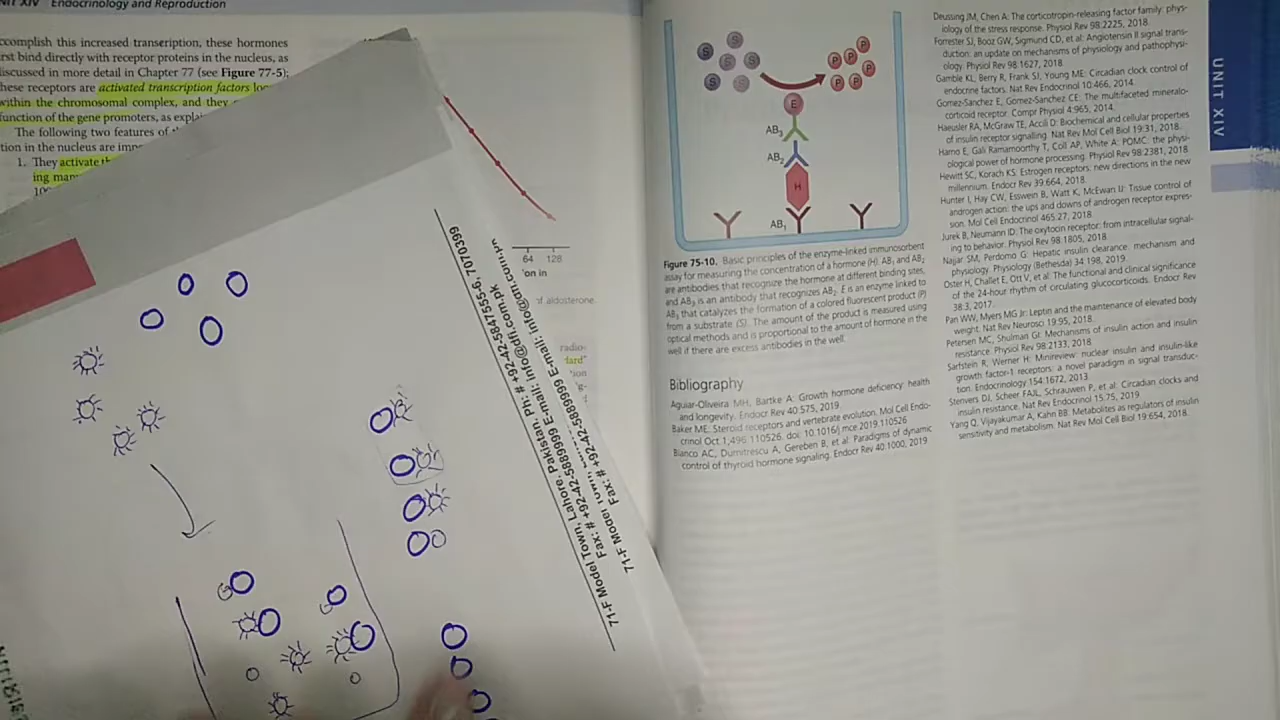 NIT XIV Endocrinology and Reproduction
ccomplish this increased transcription, these hormones
rst bind directly with receptor proteins in the nucleus, as
iscussed in more detail in Chapter 77 (see Figure 77-5);
hese receptors are activated transcription factors loc
within the chromosomal complex, and they
function of the gene promoters, as explai
The following two features of
tion in the nucleus are
1. They activate
ing
64 128
on in
of aldosterone.
radio-
dard"
71-F Model Town, Lahore, Pakistan. Ph: # +92-42-5847555-6, 7070399
Fax: # +92-42-5889999 E-mail: info@dfl.com.pk
71-F Model
Fax: # +92-42-5889999 E-mail:
S
S
S
S
S
P
P
P
P
P
P
E
AB3
AB2
H
AB1
Figure 75-10. Basic principles of the enzyme-linked immunosorbent
assay for measuring the concentration of a hormone (H). AB1 and AB2
are antibodies that recognize the hormone at different binding sites,
and AB3 is an antibody that recognizes AB2. E is an enzyme linked to
AB3 that catalyzes the formation of a colored fluorescent product (P)
from a substrate (S). The amount of the product is measured using
optical methods and is proportional to the amount of hormone in the
well if there are excess antibodies in the well.
Bibliography
Aguiar-Oliveira MH, Bartke A: Growth hormone deficiency: health
and longevity. Endocr Rev 40:575, 2019.
Baker ME: Steroid receptors and vertebrate evolution. Mol Cell Endo-
crinol Oct 1;496:110526. doi: 10.1016/j.mce.2019.110526
Bianco AC, Dumitrescu A, Gereben B, et al: Paradigms of dynamic
control of thyroid hormone signaling. Endocr Rev 40:1000, 2019
Deussing JM, Chen A: The corticotropin-releasing factor family: phys-
iology of the stress response. Physiol Rev 98:2225, 2018.
Forrester SJ, Booz GW, Sigmund CD, et al: Angiotensin II signal trans-
duction: an update on mechanisms of physiology and pathophysi-
ology. Physiol Rev 98:1627, 2018.
Gamble KL, Berry R, Frank SJ, Young ME: Circadian clock control of
endocrine factors. Nat Rev Endocrinol 10:466, 2014.
Gomez-Sanchez E, Gomez-Sanchez CE: The multifaceted mineralo-
corticoid receptor. Compr Physiol 4:965, 2014.
Haeusler RA, McGraw TE, Accili D: Biochemical and cellular properties
of insulin receptor signalling. Nat Rev Mol Cell Biol 19:31, 2018.
Harno E, Gali Ramamoorthy T, Coll AP, White A: POMC: the physi-
ological power of hormone processing. Physiol Rev 98:2381, 2018.
Hewitt SC, Korach KS: Estrogen receptors: new directions in the new
millennium. Endocr Rev 39:664, 2018.
Hunter I, Hay CW, Esswein B, Watt K, McEwan IJ: Tissue control of
androgen action: the ups and downs of androgen receptor expres-
sion. Mol Cell Endocrinol 465:27, 2018.
Jurek B, Neumann ID: The oxytocin receptor: from intracellular signal-
ing to behavior. Physiol Rev 98:1805, 2018.
Najjar SM, Perdomo G: Hepatic insulin clearance: mechanism and
physiology. Physiology (Bethesda) 34:198, 2019.
Oster H, Challet E, Ott V, et al: The functional and clinical significance
of the 24-hour rhythm of circulating glucocorticoids. Endocr Rev
38:3, 2017.
Pan WW, Myers MG Jr: Leptin and the maintenance of elevated body
weight. Nat Rev Neurosci 19:95, 2018.
Petersen MC, Shulman GI: Mechanisms of insulin action and insulin
resistance. Physiol Rev 98:2133, 2018.
Sarfstein R, Werner H: Minireview: nuclear insulin and insulin-like
growth factor-1 receptors: a novel paradigm in signal transduc-
tion. Endocrinology 154:1672, 2013.
Stenvers DJ, Scheer FAJL, Schrauwen P, et al: Circadian clocks and
insulin resistance. Nat Rev Endocrinol 15:75, 2019.
Yang Q, Vijayakumar A, Kahn BB: Metabolites as regulators of insulin
sensitivity and metabolism. Nat Rev Mol Cell Biol 19:654, 2018.
UNIT XIV